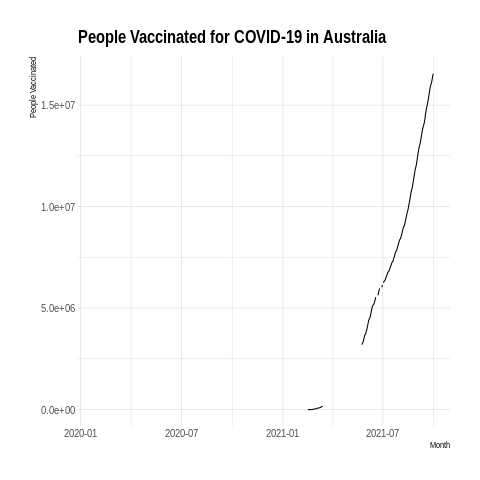 People Vaccinated for COVID-19 in Australia
People Vaccinated
1.5e+07
1.0e+07
5.0e+06
0.0e+00
2020-01 2020-07 2021-01 2021-07
Month